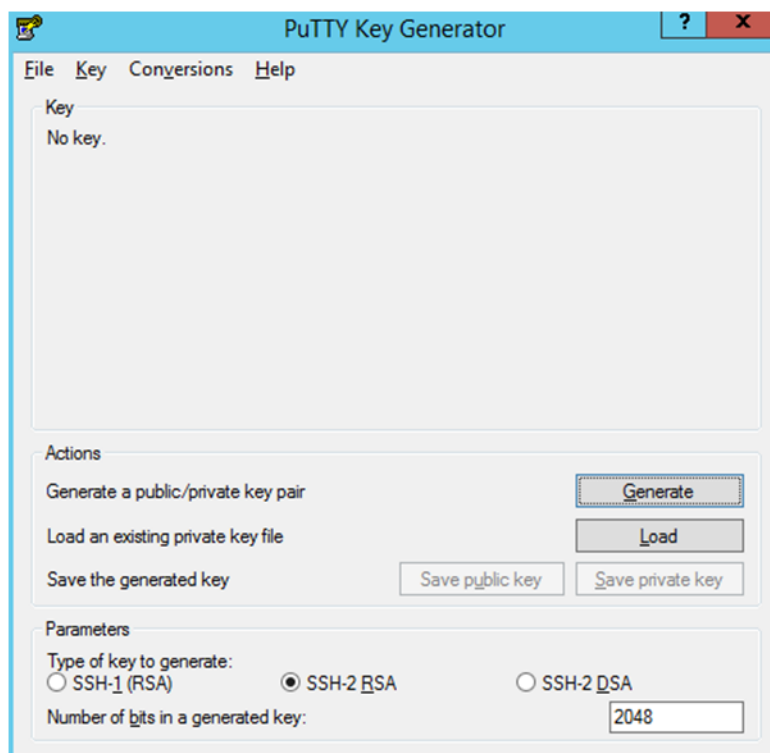 PuTTY Key Generator
? x
File Key Conversions Help
Key
No key.
Actions
Generate a public/private key pair Generate
Load an existing private key file Load
Save the generated key Save public key Save private key
Parameters
Type of key to generate:
SSH-1 (RSA) SSH-2 RSA SSH-2 DSA
Number of bits in a generated key: 2048